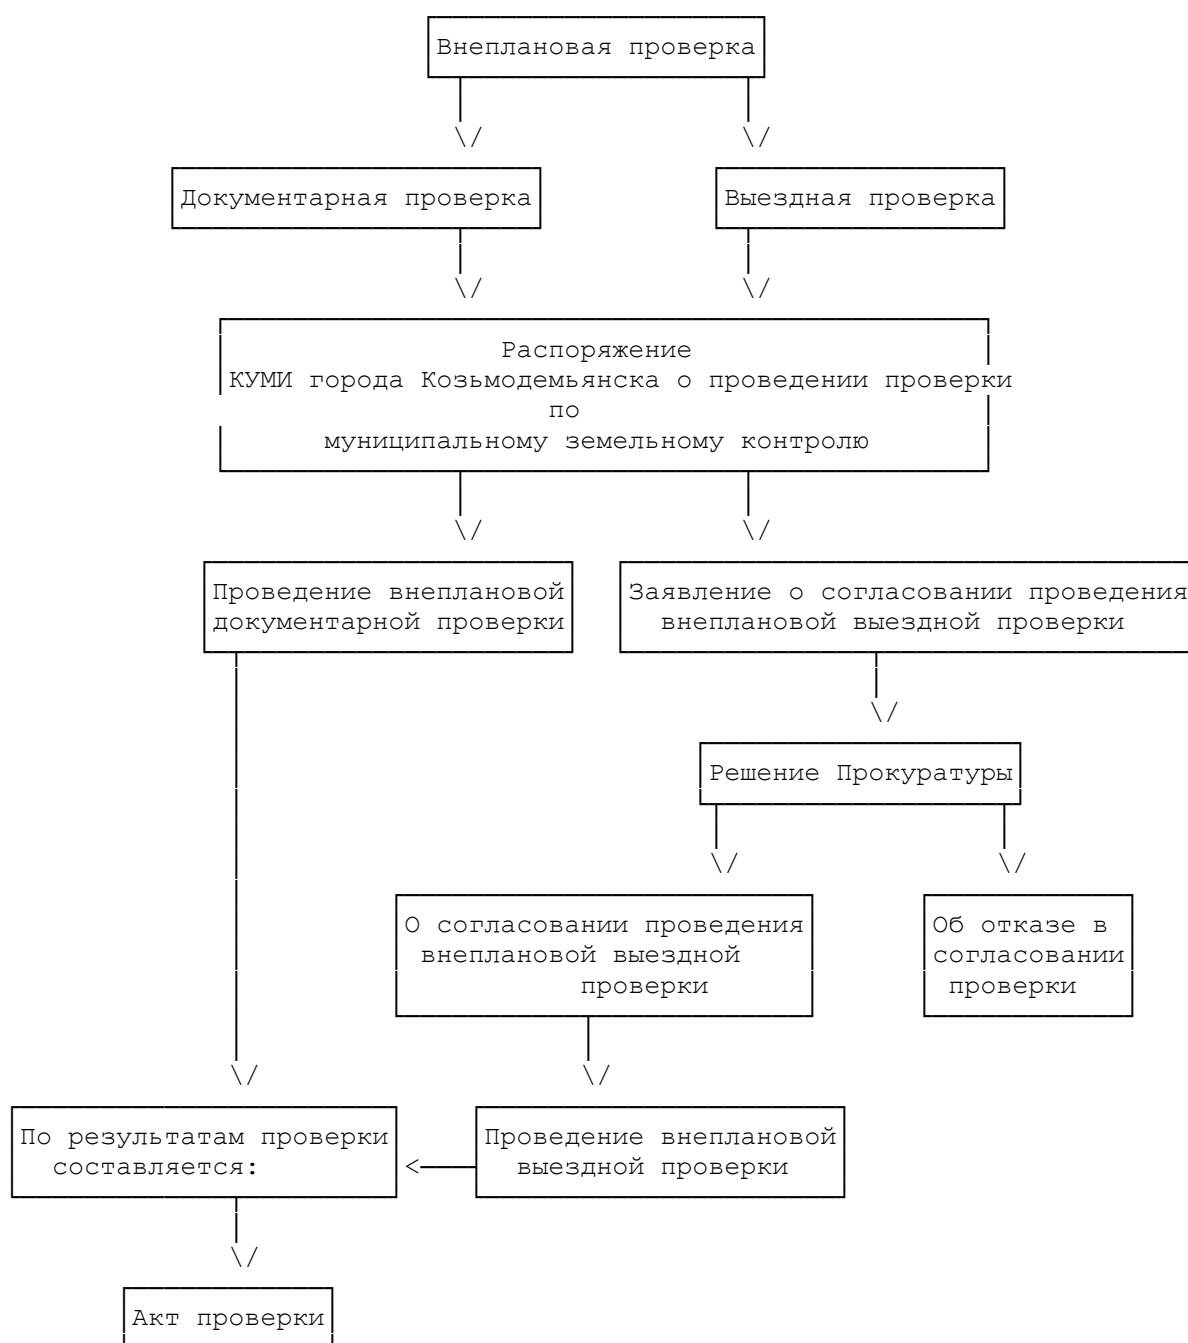 Внеплановая проверка
Документарная проверка
Выездная проверка
Распоряжение
КУМИ города Козьмодемьянска о проведении проверки
по
муниципальному земельному контролю
Проведение внеплановой
документарной проверки
Заявление о согласовании проведения
внеплановой выездной проверки
Решение Прокуратуры
О согласовании проведения
внеплановой выездной
проверки
Об отказе в
согласовании
проверки
По результатам проверки
составляется:
Проведение внеплановой
выездной проверки
Акт проверки